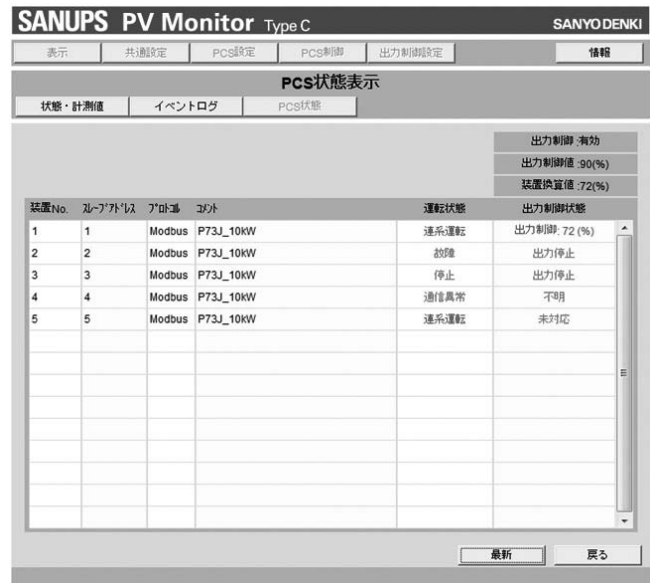 SANUPS PV Monitor Type C SANYO DENKI
表示 共通設定 PCS設定 PCS制御 出力制御設定 情報
PCS状態表示
状態・計測値 イベントログ PCS状態
出力制御:有効
出力制御値:90(%)
装置換算値:72(%)
装置No. ｽﾚｰﾌﾞｱﾄﾞﾚｽ ﾌﾟﾛﾄｺﾙ ｺﾒﾝﾄ 運転状態 出力制御状態
1 1 Modbus P73J_10kW 連系運転 出力制御:72(%)
2 2 Modbus P73J_10kW 故障 出力停止
3 3 Modbus P73J_10kW 停止 出力停止
4 4 Modbus P73J_10kW 通信異常 不明
5 5 Modbus P73J_10kW 連系運転 未対応
最新 戻る